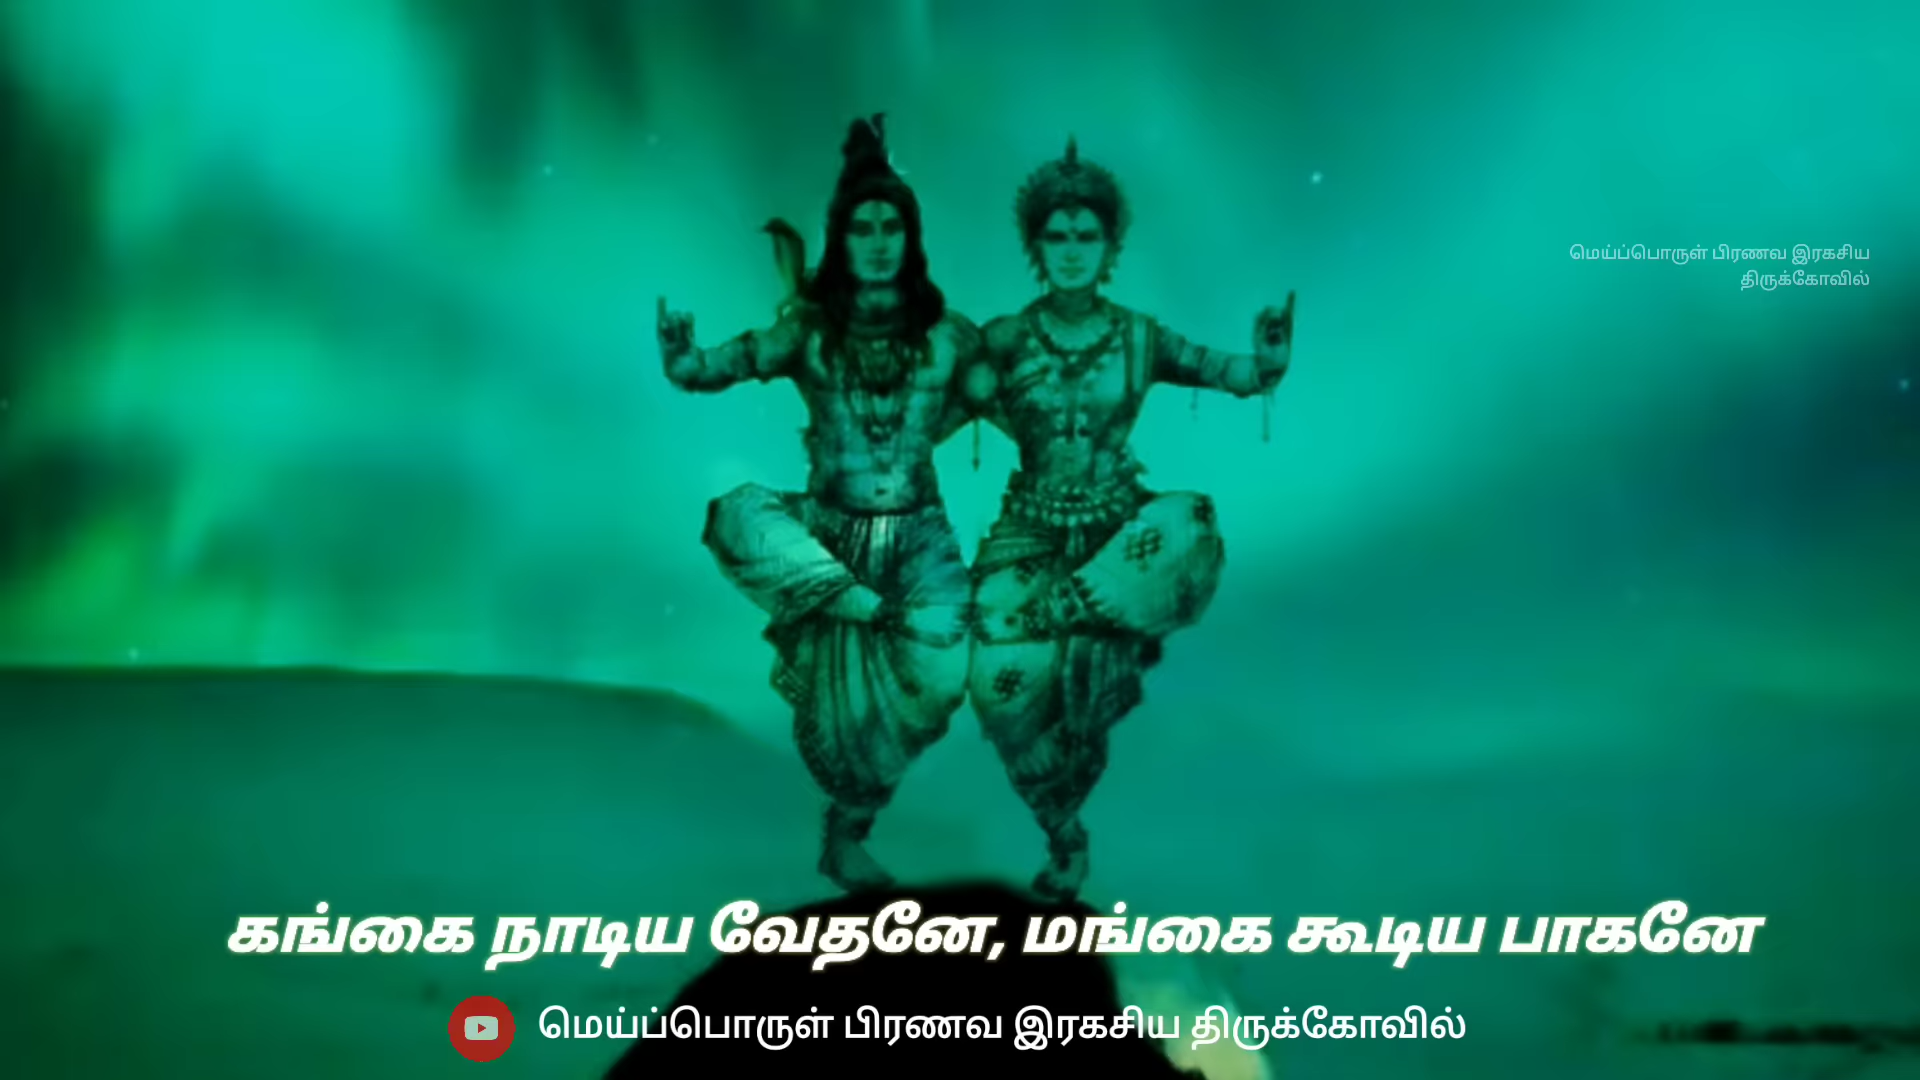 மெய்ப்பொருள் பிரணவ இரகசிய
திருக்கோவில்
கங்கை நாடிய வேதனே, மங்கை கூடிய பாகனே
மெய்ப்பொருள் பிரணவ இரகசிய திருக்கோவில்